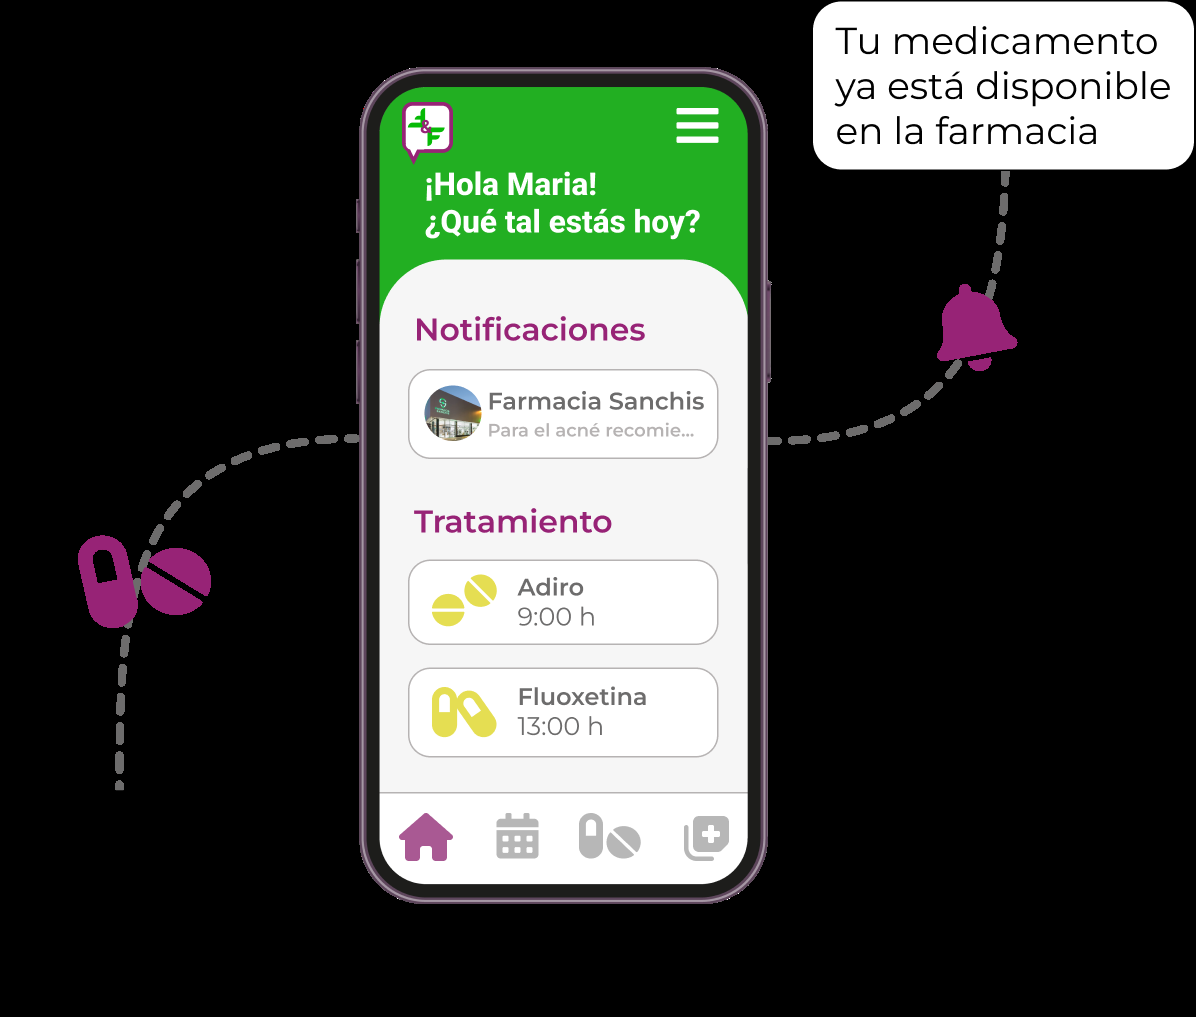 Tu medicamento
ya está disponible
en la farmacia
¡Hola Maria!
¿Qué tal estás hoy?
Notificaciones
Farmacia Sanchis
Para el acné recomie...
Tratamiento
Adiro
9:00 h
Fluoxetina
13:00 h